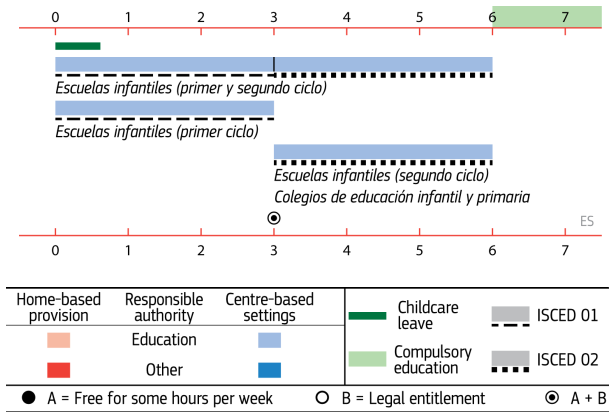 0 1 2 3 4 5 6 7
Escuelas infantiles (primer y segundo ciclo)
Escuelas infantiles (primer ciclo)
Escuelas infantiles (segundo ciclo)
Colegios de educación infantil y primaria
ES
0 1 2 3 4 5 6 7
Home-based provision
Responsible authority
Centre-based settings
Education
Other
Childcare leave
Compulsory education
ISCED 01
ISCED 02
A = Free for some hours per week
B = Legal entitlement
A + B